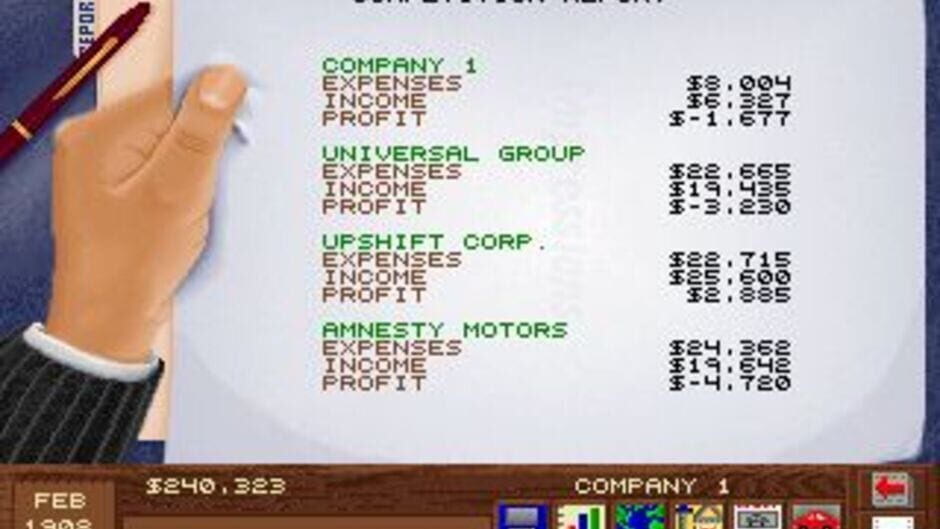 COMPETITION REPORT
COMPANY 1
EXPENSES $8.004
INCOME $6.327
PROFIT $-1.677
UNIVERSAL GROUP
EXPENSES $22.665
INCOME $19.435
PROFIT $-3.230
UPSHIFT CORP.
EXPENSES $22.715
INCOME $25.600
PROFIT $2.885
AMNESTY MOTORS
EXPENSES $24.362
INCOME $19.642
PROFIT $-4.720
$240.323
COMPANY 1
FEB